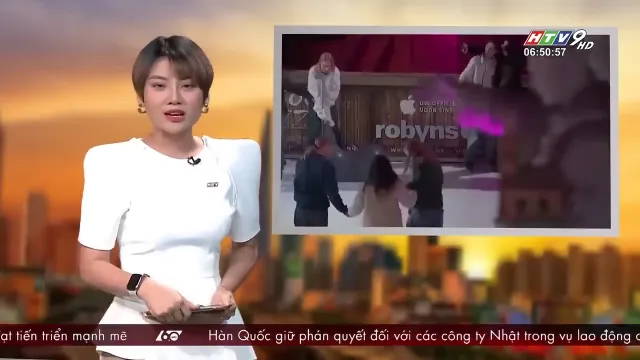 HTV9 HD
06:50:57
robyns
ạt tiến triển mạnh mẽ
60
Hàn Quốc giữ phán quyết đối với các công ty Nhật trong vụ lao động